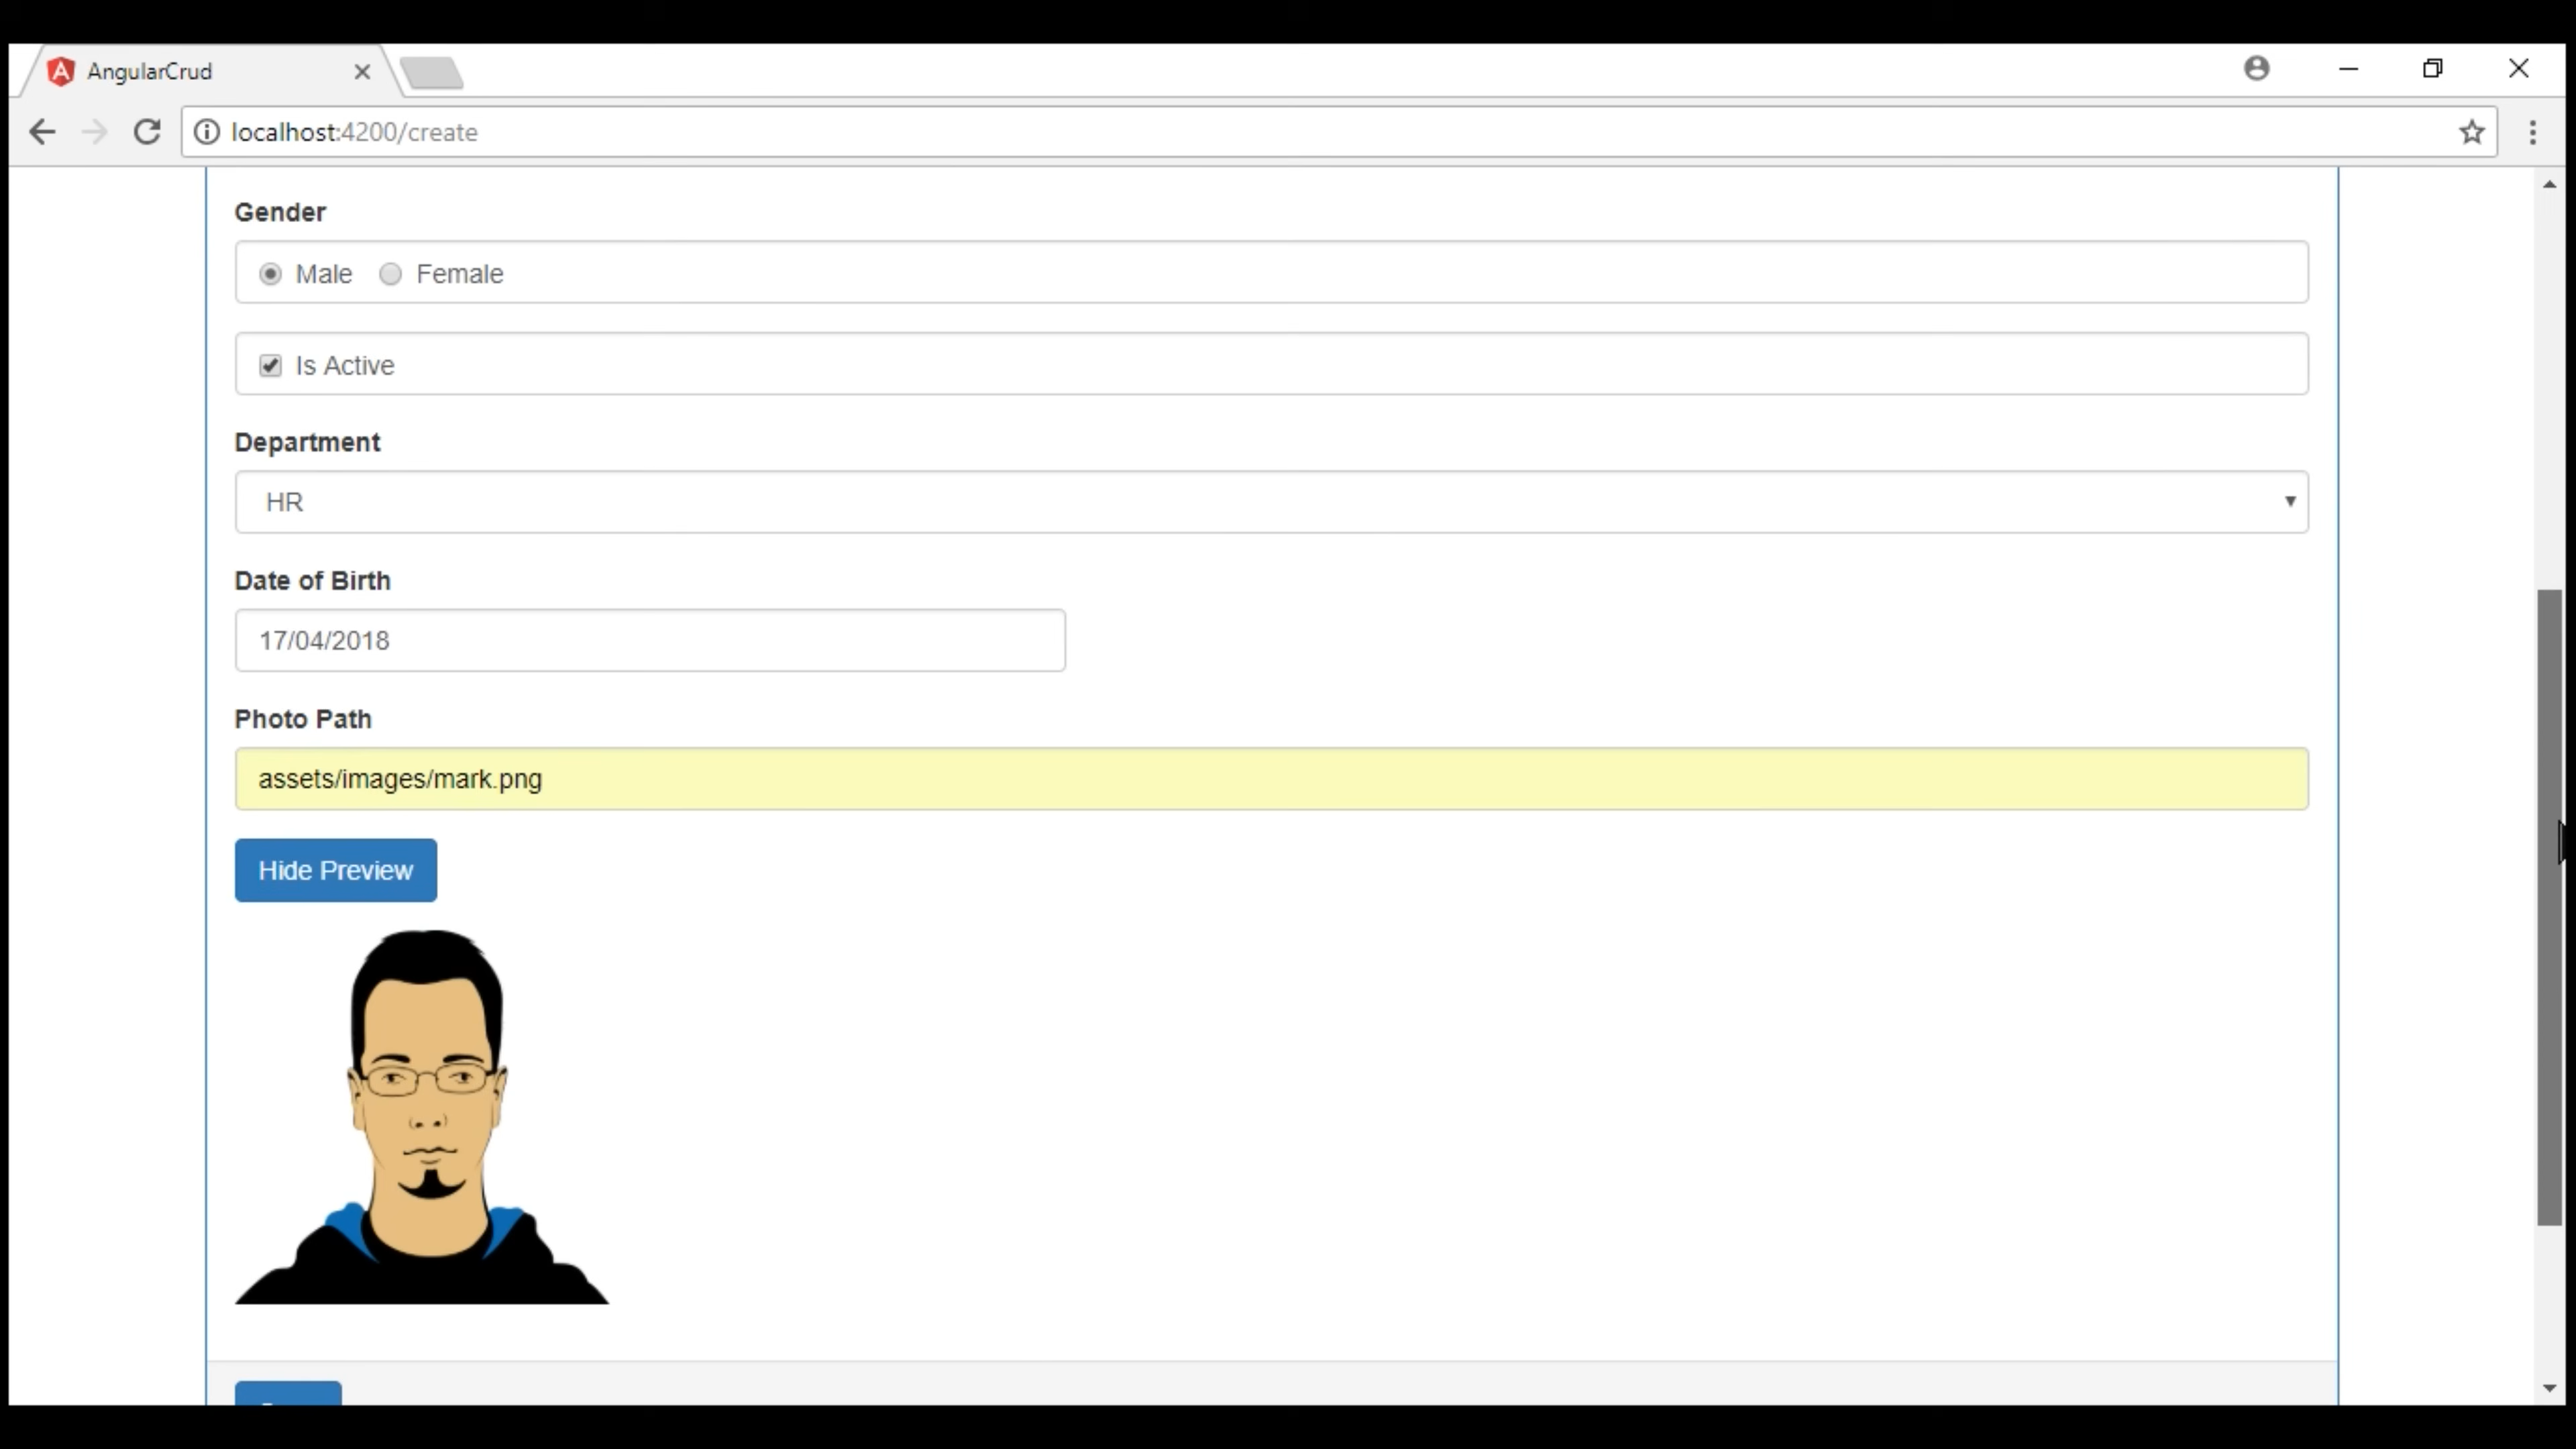 AngularCrud
localhost:4200/create
Gender
Male Female
Is Active
Department
HR
Date of Birth
17/04/2018
Photo Path
assets/images/mark.png
Hide Preview